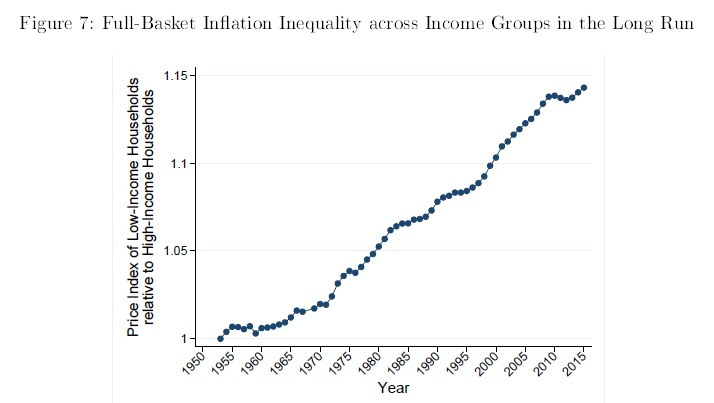 Figure 7: Full-Basket Inflation Inequality across Income Groups in the Long Run
Price Index of Low-Income Households
relative to High-Income Households
1.15
1.1
1.05
1
1950 1955 1960 1965 1970 1975 1980 1985 1990 1995 2000 2005 2010 2015
Year